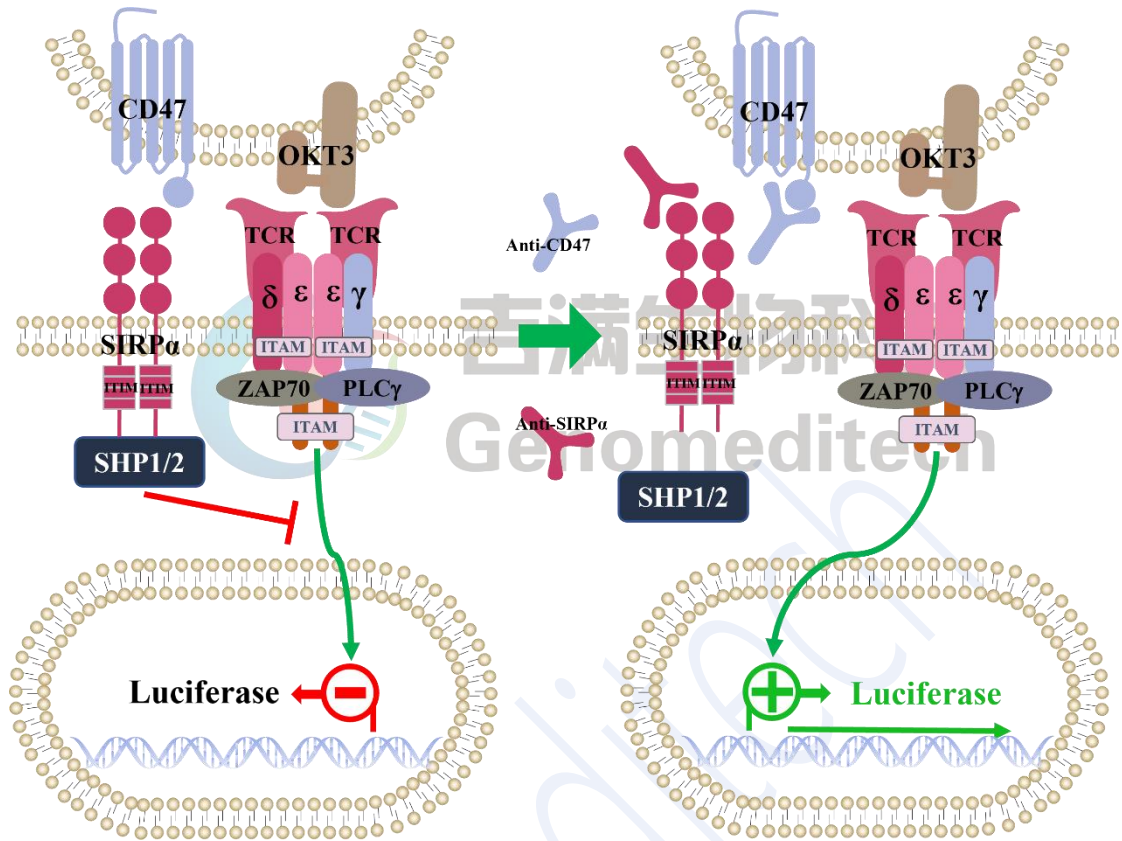 CD47
OKT3
TCR
TCR
δ
ε
ε
γ
SIRPα
ITAM
ITAM
ITIM
ITIM
ZAP70
PLCγ
ITAM
SHP1/2
Luciferase
Anti-CD47
Anti-SIRPα
吉满生物科
Genomeditech
CD47
OKT3
TCR
TCR
δ
ε
ε
γ
SIRPα
ITAM
ITAM
ITIM
ITIM
ZAP70
PLCγ
ITAM
SHP1/2
Luciferase